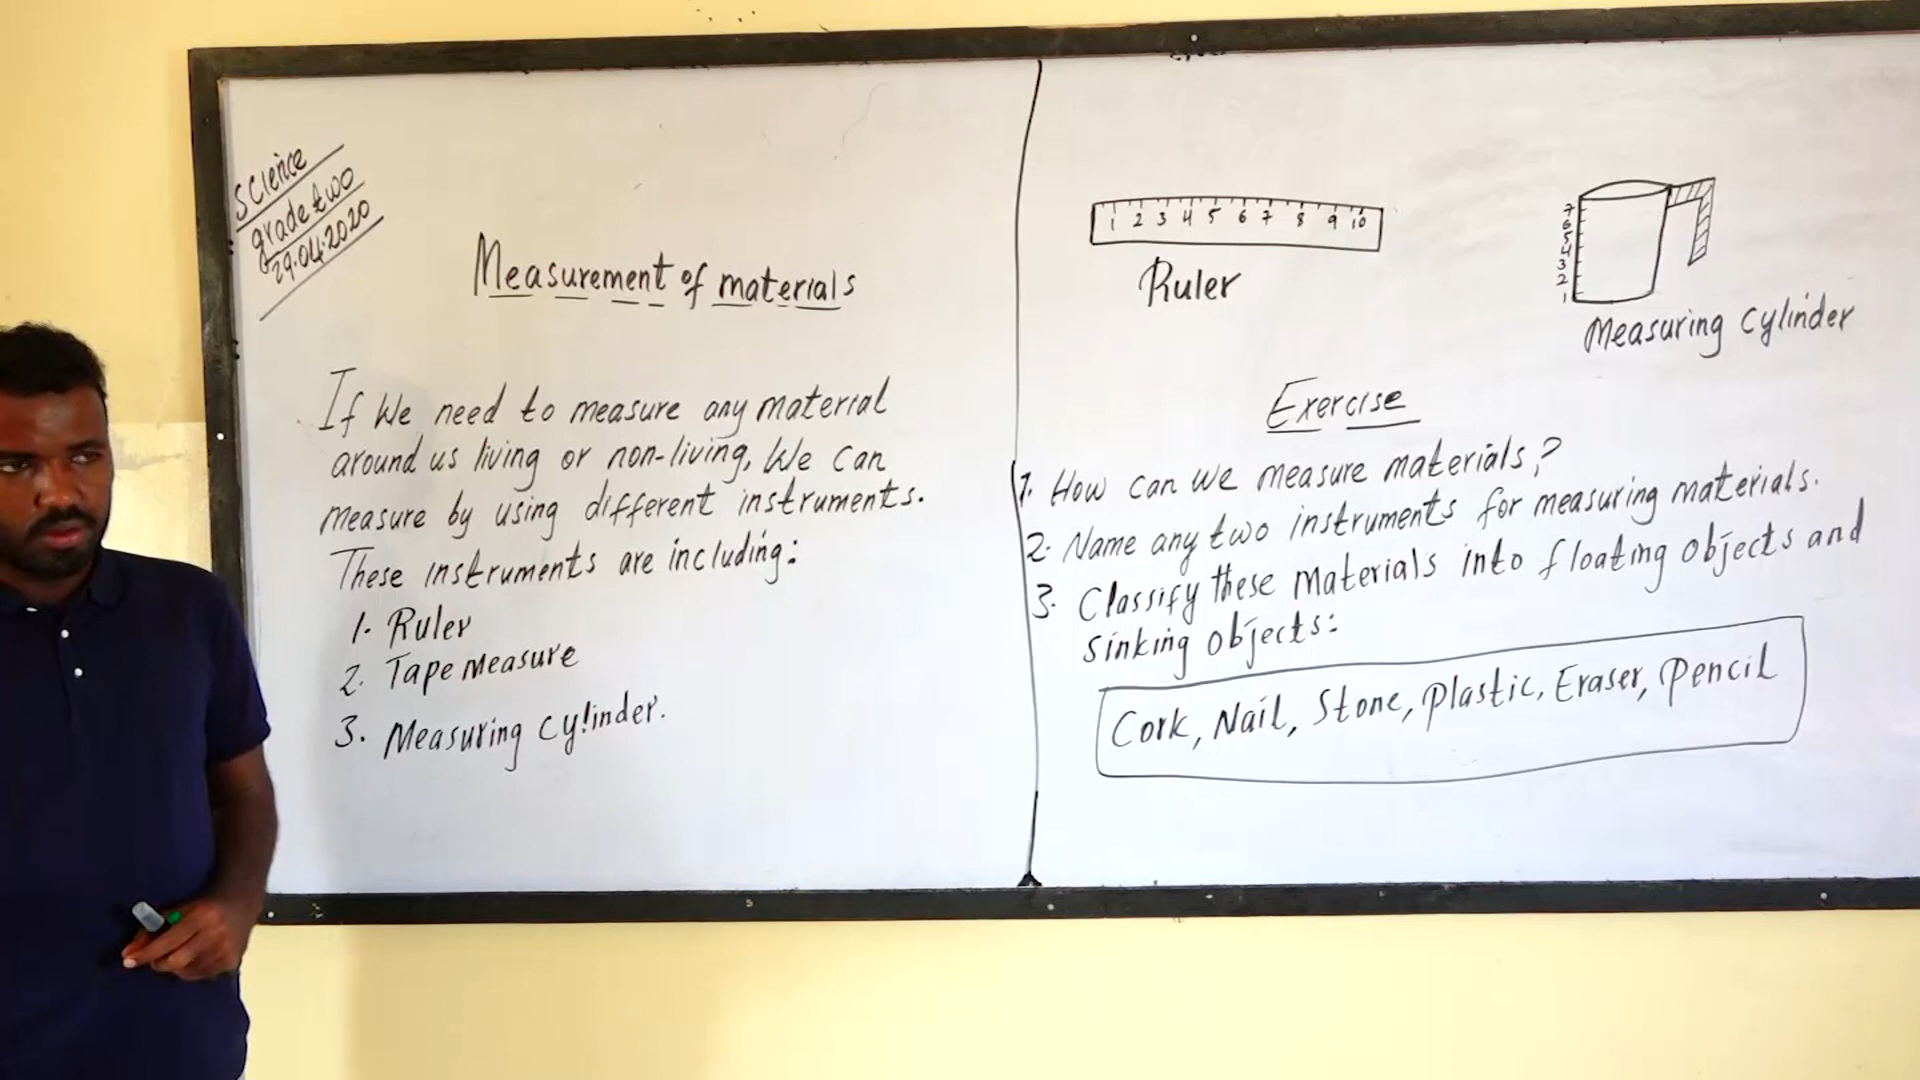 Science
grade two
29.04.2020
Measurement of materials
If We need to measure any material
around us living or non-living, We can
measure by using different instruments.
These instruments are including:
1. Ruler
2. Tape Measure
3. Measuring cylinder.
1 2 3 4 5 6 7 8 9 10
Ruler
7
6
5
4
3
2
1
Measuring cylinder
Exercise
1. How can we measure materials?
2. Name any two instruments for measuring materials.
3. Classify these Materials into floating objects and
sinking objects:
Cork, Nail, Stone, plastic, Eraser, pencil